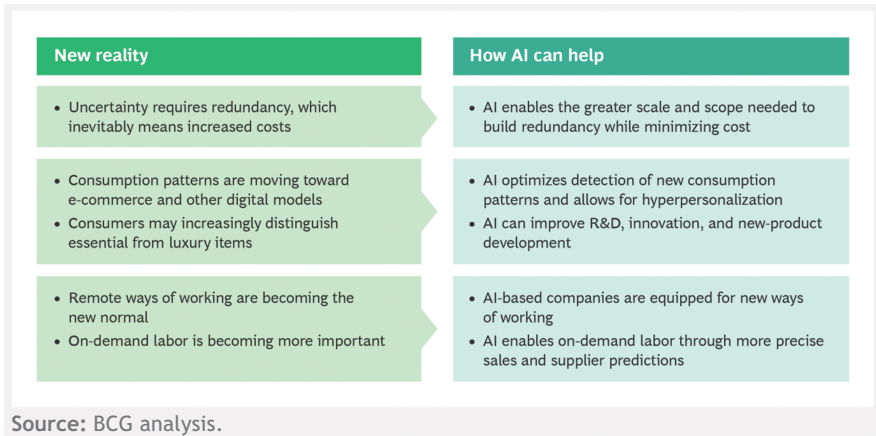 New reality
How AI can help
• Uncertainty requires redundancy, which
inevitably means increased costs
• AI enables the greater scale and scope needed to
build redundancy while minimizing cost
• Consumption patterns are moving toward
e-commerce and other digital models
• Consumers may increasingly distinguish
essential from luxury items
• AI optimizes detection of new consumption
patterns and allows for hyperpersonalization
• AI can improve R&D, innovation, and new-product
development
• Remote ways of working are becoming the
new normal
• On-demand labor is becoming more important
• AI-based companies are equipped for new ways
of working
• AI enables on-demand labor through more precise
sales and supplier predictions
Source: BCG analysis.